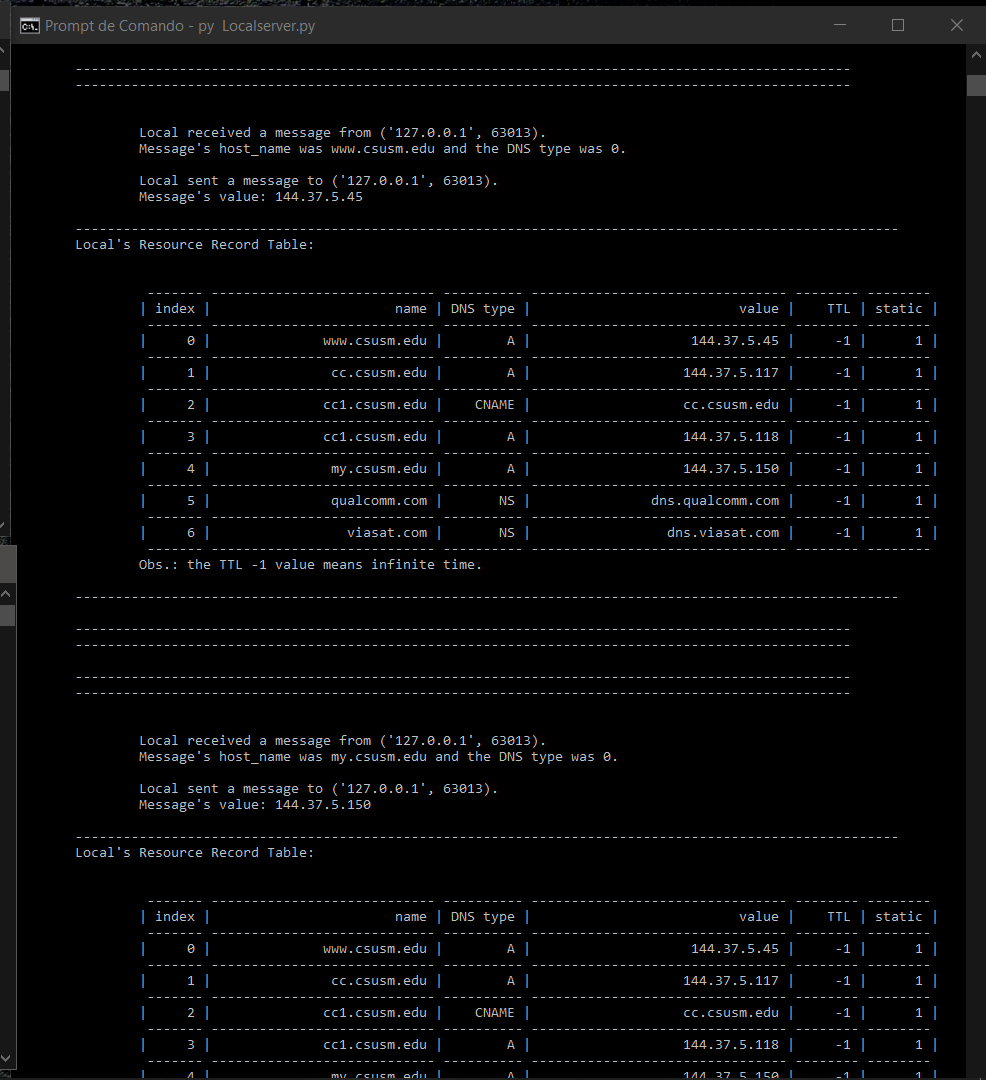 Prompt de Comando - py  Localserver.py
-------------------------------------------------------------------------------------------------
-------------------------------------------------------------------------------------------------
Local received a message from ('127.0.0.1', 63013).
Message's host_name was www.csusm.edu and the DNS type was 0.
Local sent a message to ('127.0.0.1', 63013).
Message's value: 144.37.5.45
-------------------------------------------------------------------------------------------------------
Local's Resource Record Table:
------- ---------------------------- ---------- -------------------------------- -------- --------
| index |                       name | DNS type |                          value |    TTL | static |
------- ---------------------------- ---------- -------------------------------- -------- --------
|     0 |              www.csusm.edu |        A |                    144.37.5.45 |     -1 |      1 |
------- ---------------------------- ---------- -------------------------------- -------- --------
|     1 |               cc.csusm.edu |        A |                   144.37.5.117 |     -1 |      1 |
------- ---------------------------- ---------- -------------------------------- -------- --------
|     2 |              cc1.csusm.edu |    CNAME |                   cc.csusm.edu |     -1 |      1 |
------- ---------------------------- ---------- -------------------------------- -------- --------
|     3 |              cc1.csusm.edu |        A |                   144.37.5.118 |     -1 |      1 |
------- ---------------------------- ---------- -------------------------------- -------- --------
|     4 |               my.csusm.edu |        A |                   144.37.5.150 |     -1 |      1 |
------- ---------------------------- ---------- -------------------------------- -------- --------
|     5 |               qualcomm.com |       NS |               dns.qualcomm.com |     -1 |      1 |
------- ---------------------------- ---------- -------------------------------- -------- --------
|     6 |                 viasat.com |       NS |                 dns.viasat.com |     -1 |      1 |
------- ---------------------------- ---------- -------------------------------- -------- --------
Obs.: the TTL -1 value means infinite time.
-------------------------------------------------------------------------------------------------------
-------------------------------------------------------------------------------------------------
-------------------------------------------------------------------------------------------------
-------------------------------------------------------------------------------------------------
-------------------------------------------------------------------------------------------------
Local received a message from ('127.0.0.1', 63013).
Message's host_name was my.csusm.edu and the DNS type was 0.
Local sent a message to ('127.0.0.1', 63013).
Message's value: 144.37.5.150
-------------------------------------------------------------------------------------------------------
Local's Resource Record Table:
------- ---------------------------- ---------- -------------------------------- -------- --------
| index |                       name | DNS type |                          value |    TTL | static |
------- ---------------------------- ---------- -------------------------------- -------- --------
|     0 |              www.csusm.edu |        A |                    144.37.5.45 |     -1 |      1 |
------- ---------------------------- ---------- -------------------------------- -------- --------
|     1 |               cc.csusm.edu |        A |                   144.37.5.117 |     -1 |      1 |
------- ---------------------------- ---------- -------------------------------- -------- --------
|     2 |              cc1.csusm.edu |    CNAME |                   cc.csusm.edu |     -1 |      1 |
------- ---------------------------- ---------- -------------------------------- -------- --------
|     3 |              cc1.csusm.edu |        A |                   144.37.5.118 |     -1 |      1 |
------- ---------------------------- ---------- -------------------------------- -------- --------
|     4 |               my.csusm.edu |        A |                   144.37.5.150 |     -1 |      1 |